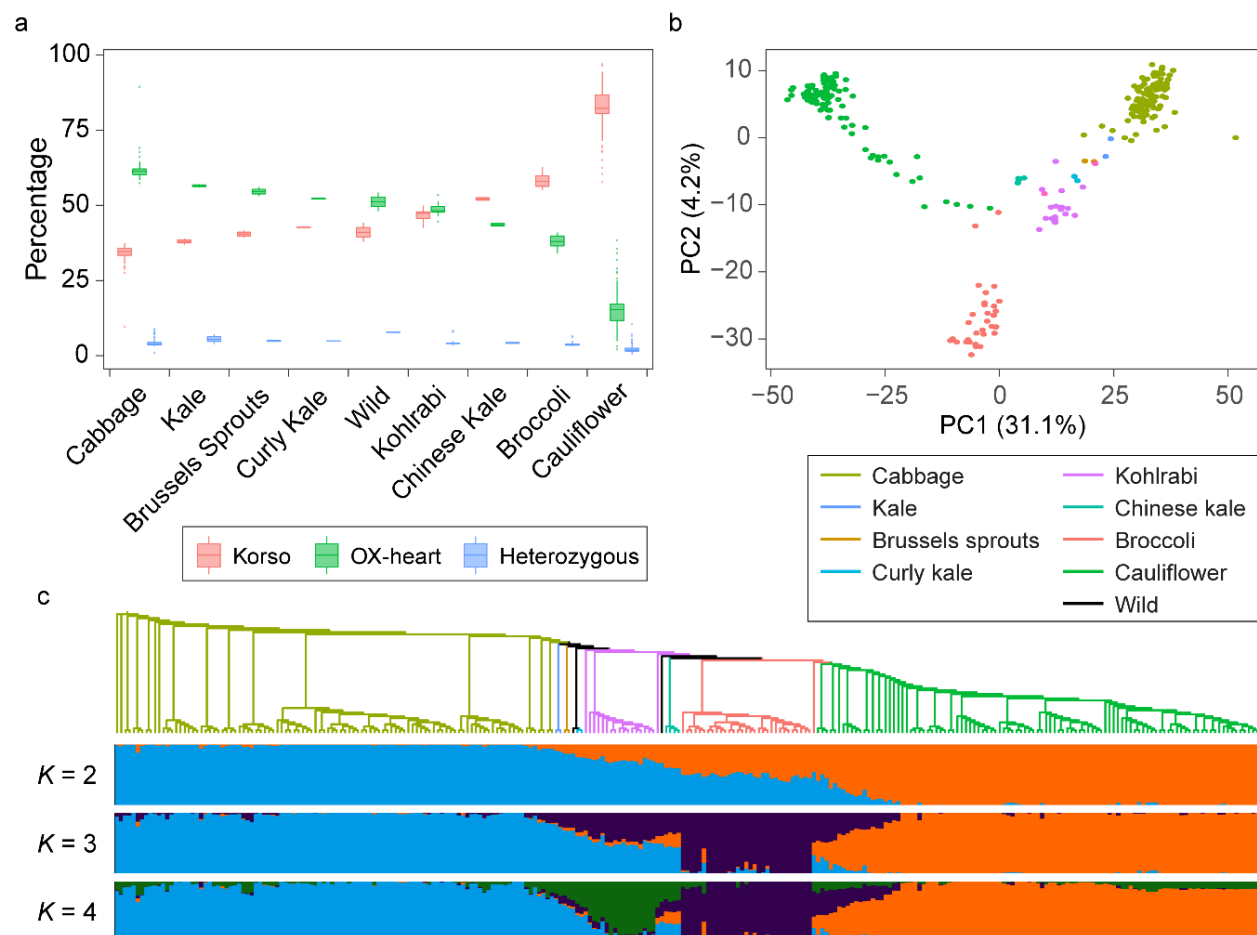 a
100
75
50
25
0
Percentage
Cabbage
Kale
Brussels Sprouts
Curly Kale
Wild
Kohlrabi
Chinese Kale
Broccoli
Cauliflower
Korso
OX-heart
Heterozygous
b
10
0
−10
−20
−30
PC2 (4.2%)
−50
−25
0
25
50
PC1 (31.1%)
Cabbage
Kale
Brussels sprouts
Curly kale
Kohlrabi
Chinese kale
Broccoli
Cauliflower
Wild
c
K = 2
K = 3
K = 4